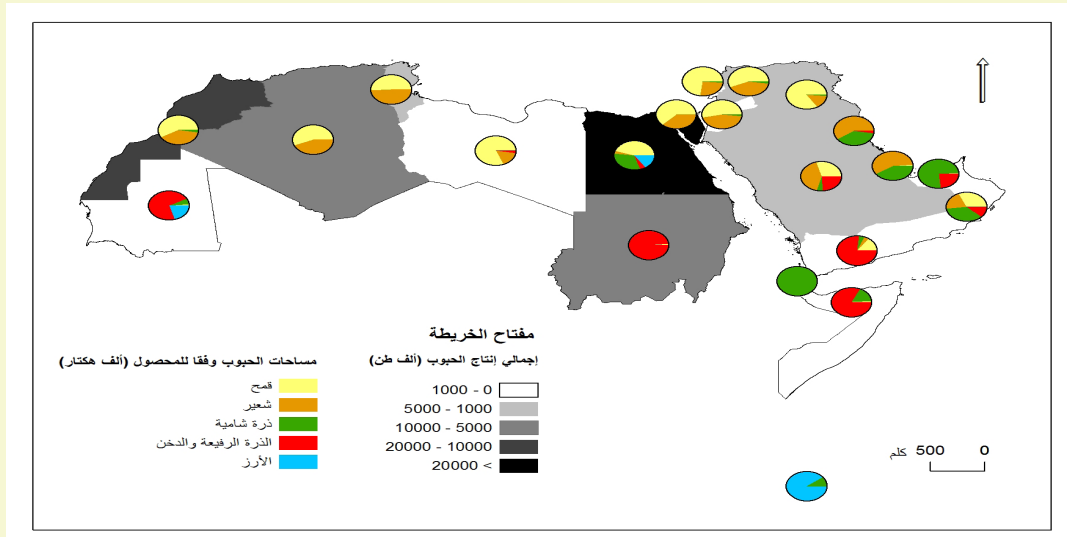 مفتاح الخريطة
إجمالي إنتاج الحبوب (ألف طن)
1000 - 0
5000 - 1000
10000 - 5000
20000 - 10000
20000 <
مساحات الحبوب وفقا للمحصول (ألف هكتار)
قمح
شعير
ذرة شامية
الذرة الرفيعة والدخن
الأرز
كلم 500 0